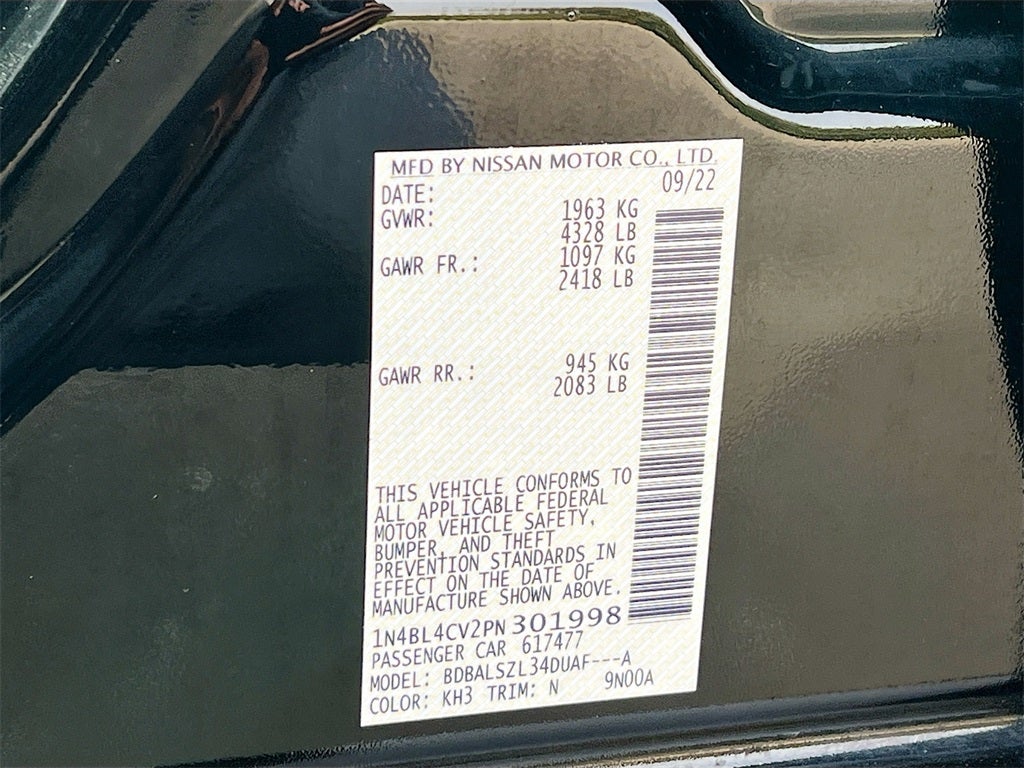 MFD BY NISSAN MOTOR CO., LTD.
DATE: 09/22
GVWR: 1963 KG
4328 LB
GAWR FR.: 1097 KG
2418 LB
GAWR RR.: 945 KG
2083 LB
THIS VEHICLE CONFORMS TO
ALL APPLICABLE FEDERAL
MOTOR VEHICLE SAFETY,
BUMPER, AND THEFT
PREVENTION STANDARDS IN
EFFECT ON THE DATE OF
MANUFACTURE SHOWN ABOVE.
1N4BL4CV2PN301998
PASSENGER CAR 617477
MODEL: BDBALSZL34DUAF---A
COLOR: KH3 TRIM: N 9N00A